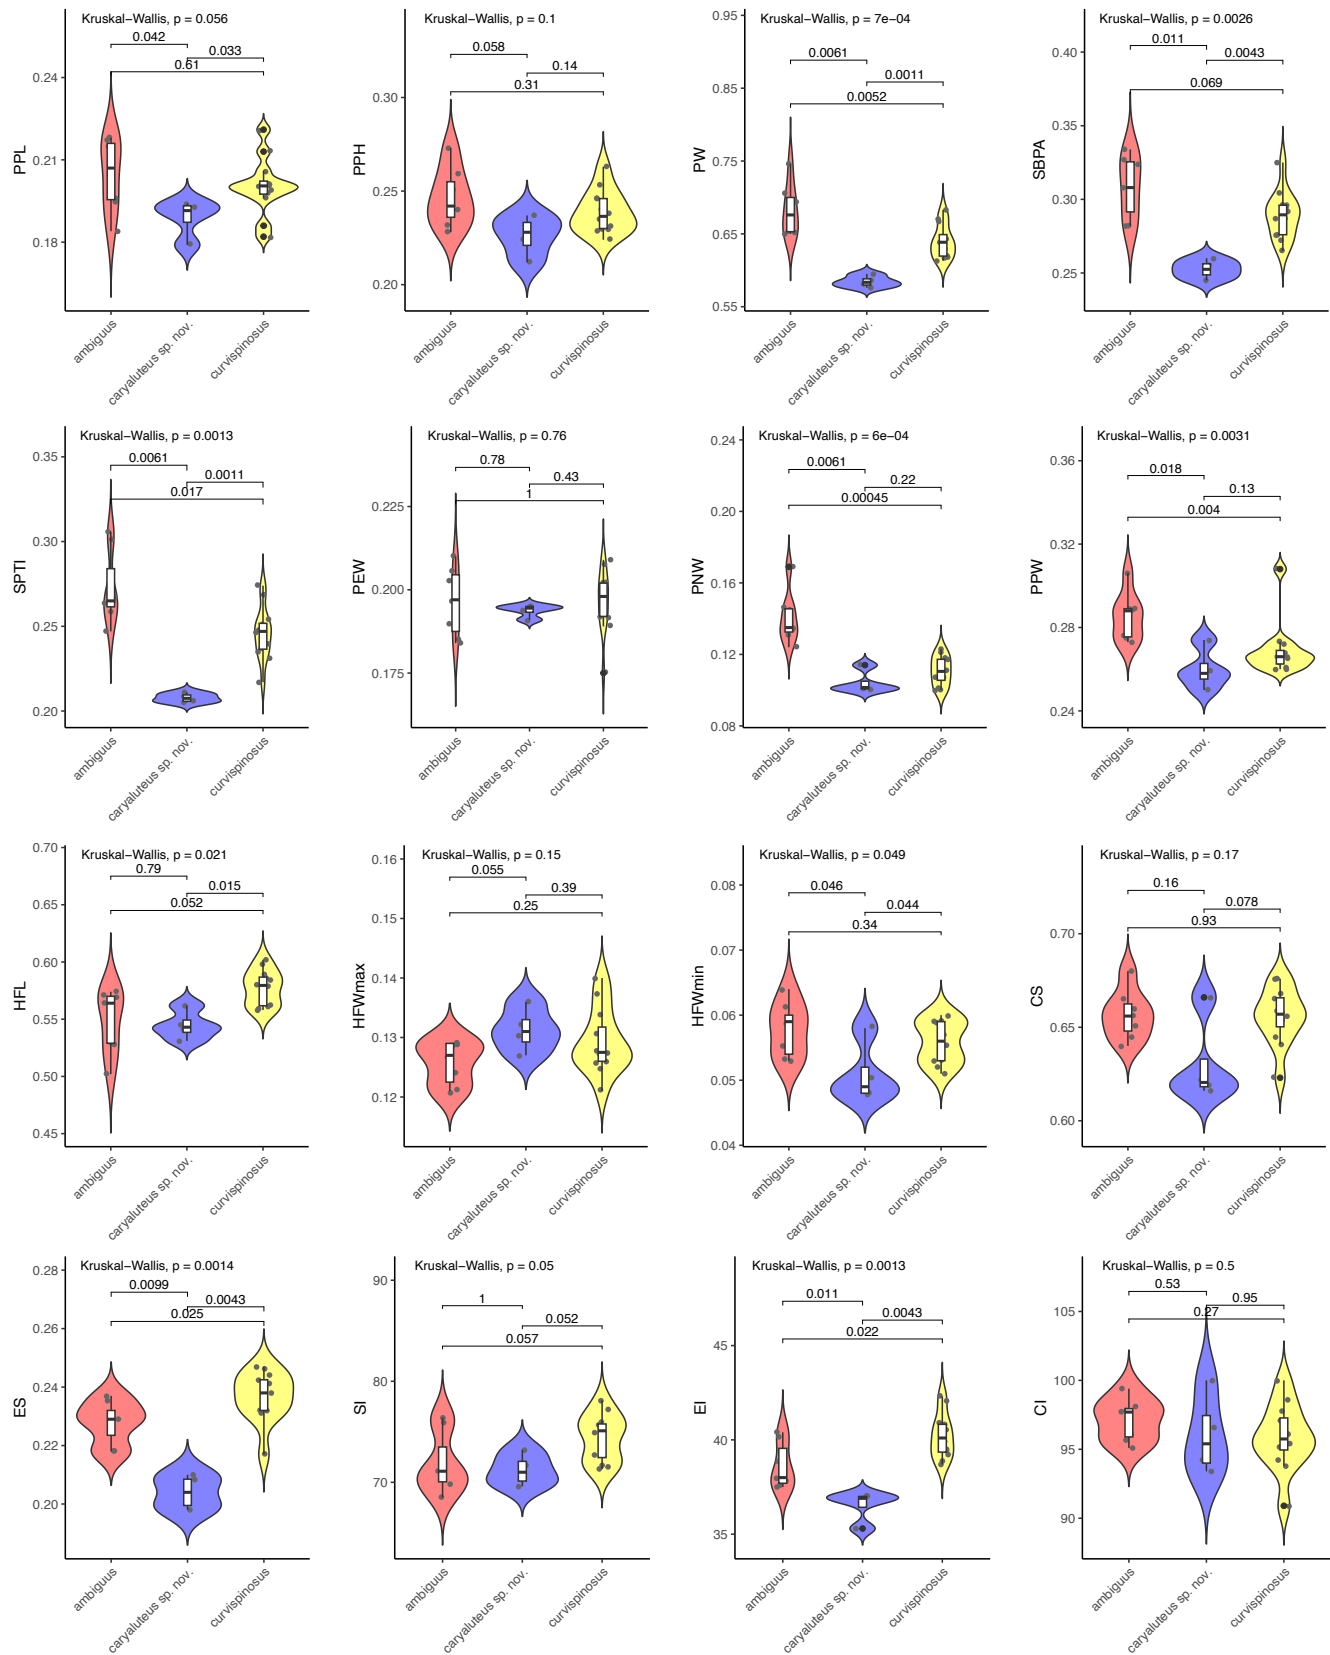 Kruskal−Wallis, p = 0.056
0.042
0.033
0.61
PPL
0.24
0.21
0.18
ambiguus
caryaluteus sp. nov.
curvispinosus
Kruskal−Wallis, p = 0.1
0.058
0.14
0.31
PPH
0.30
0.25
0.20
ambiguus
caryaluteus sp. nov.
curvispinosus
Kruskal−Wallis, p = 7e−04
0.0061
0.0011
0.0052
PW
0.95
0.85
0.75
0.65
0.55
ambiguus
caryaluteus sp. nov.
curvispinosus
Kruskal−Wallis, p = 0.0026
0.011
0.0043
0.069
SBPA
0.40
0.35
0.30
0.25
ambiguus
caryaluteus sp. nov.
curvispinosus
Kruskal−Wallis, p = 0.0013
0.0061
0.0011
0.017
SPTI
0.35
0.30
0.25
0.20
ambiguus
caryaluteus sp. nov.
curvispinosus
Kruskal−Wallis, p = 0.76
0.78
0.43
1
PEW
0.225
0.200
0.175
ambiguus
caryaluteus sp. nov.
curvispinosus
Kruskal−Wallis, p = 6e−04
0.0061
0.22
0.00045
PNW
0.24
0.20
0.16
0.12
0.08
ambiguus
caryaluteus sp. nov.
curvispinosus
Kruskal−Wallis, p = 0.0031
0.018
0.13
0.004
PPW
0.36
0.32
0.28
0.24
ambiguus
caryaluteus sp. nov.
curvispinosus
Kruskal−Wallis, p = 0.021
0.79
0.015
0.052
HFL
0.70
0.65
0.60
0.55
0.50
0.45
ambiguus
caryaluteus sp. nov.
curvispinosus
Kruskal−Wallis, p = 0.15
0.055
0.39
0.25
HFWmax
0.16
0.15
0.14
0.13
0.12
ambiguus
caryaluteus sp. nov.
curvispinosus
Kruskal−Wallis, p = 0.049
0.046
0.044
0.34
HFWmin
0.08
0.07
0.06
0.05
0.04
ambiguus
caryaluteus sp. nov.
curvispinosus
Kruskal−Wallis, p = 0.17
0.16
0.078
0.93
CS
0.70
0.65
0.60
ambiguus
caryaluteus sp. nov.
curvispinosus
Kruskal−Wallis, p = 0.0014
0.0099
0.0043
0.025
ES
0.28
0.26
0.24
0.22
0.20
ambiguus
caryaluteus sp. nov.
curvispinosus
Kruskal−Wallis, p = 0.05
1
0.052
0.057
SI
90
80
70
ambiguus
caryaluteus sp. nov.
curvispinosus
Kruskal−Wallis, p = 0.0013
0.011
0.0043
0.022
EI
45
40
35
ambiguus
caryaluteus sp. nov.
curvispinosus
Kruskal−Wallis, p = 0.5
0.53
0.95
0.27
CI
105
100
95
90
ambiguus
caryaluteus sp. nov.
curvispinosus